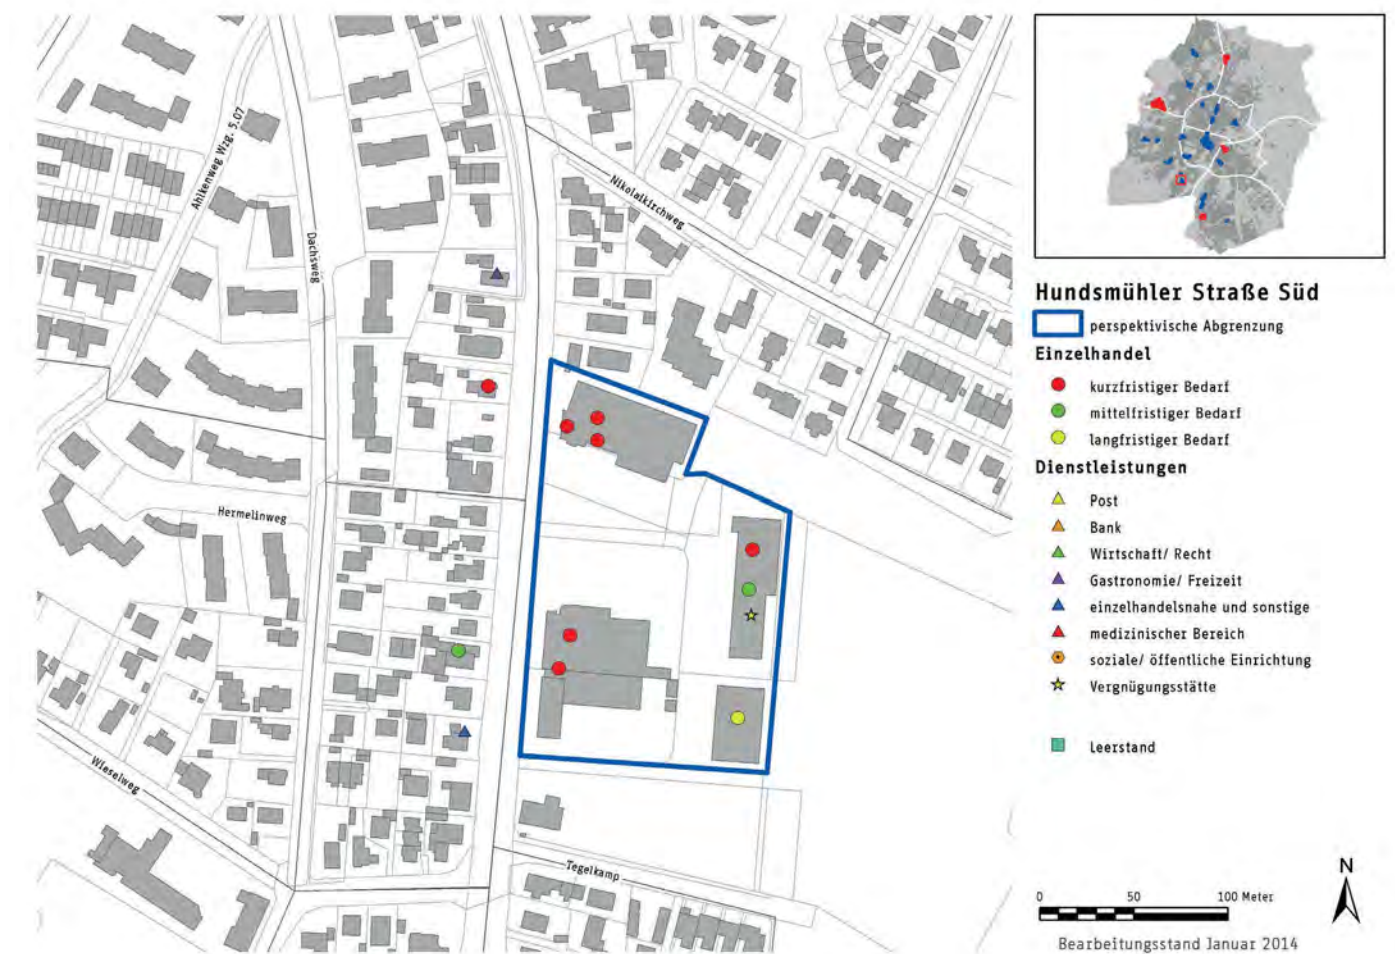 Ahlkenweg Wzg. 5.07
Dachsweg
Nikolaikirchweg
Hermelinweg
Wieselweg
Tegelkamp
Hundsmühler Straße Süd
perspektivische Abgrenzung
Einzelhandel
kurzfristiger Bedarf
mittelfristiger Bedarf
langfristiger Bedarf
Dienstleistungen
Post
Bank
Wirtschaft/ Recht
Gastronomie/ Freizeit
einzelhandelsnahe und sonstige
medizinischer Bereich
soziale/ öffentliche Einrichtung
Vergnügungsstätte
Leerstand
N
0 50 100 Meter
Bearbeitungsstand Januar 2014